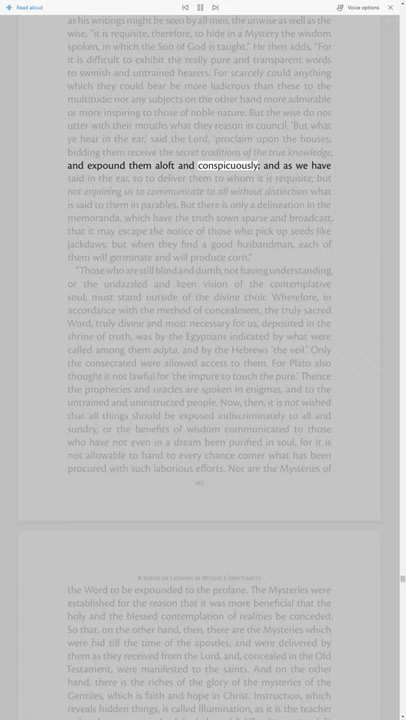 Read aloud
Voice options
as his writings might be seen by all men, the unwise as well as the
wise, "it is requisite, therefore, to hide in a Mystery the wisdom
spoken, in which the Son of God is taught." He then adds, "For
it is difficult to exhibit the really pure and transparent words
to swinish and untrained hearers. For scarcely could anything
which they could bear be more ludicrous than these to the
multitude; nor any subjects on the other hand more admirable
or more inspiring to those of noble nature. But the wise do not
utter with their mouths what they reason in council. 'But what
ye hear in the ear,' said the Lord, 'proclaim upon the houses;
bidding them receive the secret traditions of the true knowledge,
and expound them aloft and conspicuously; and as we have
said in the ear, so to deliver them to whom it is requisite; but
not enjoining us to communicate to all without distinction what
is said to them in parables. But there is only a delineation in the
memoranda, which have the truth sown sparse and broadcast,
that it may escape the notice of those who pick up seeds like
jackdaws; but when they find a good husbandman, each of
them will germinate and will produce corn."
"Those who are still blind and dumb, not having understanding,
or the undazzled and keen vision of the contemplative
soul, must stand outside of the divine choir. Wherefore, in
accordance with the method of concealment, the truly sacred
Word, truly divine and most necessary for us, deposited in the
shrine of truth, was by the Egyptians indicated by what were
called among them adyta, and by the Hebrews 'the veil.' Only
the consecrated were allowed access to them. For Plato also
thought it not lawful for 'the impure to touch the pure.' Thence
the prophecies and oracles are spoken in enigmas, and to the
untrained and uninstructed people. Now, then, it is not wished
that all things should be exposed indiscriminately to all and
sundry, or the benefits of wisdom communicated to those
who have not even in a dream been purified in soul, for it is
not allowable to hand to every chance comer what has been
procured with such laborious efforts. Nor are the Mysteries of
A Series of Lessons in Mystic Christianity
the Word to be expounded to the profane. The Mysteries were
established for the reason that it was more beneficial that the
holy and the blessed contemplation of realities be conceded.
So that, on the other hand, then, there are the Mysteries which
were hid till the time of the apostles, and were delivered by
them as they received from the Lord, and, concealed in the Old
Testament, were manifested to the saints. And on the other
hand, there is the riches of the glory of the mysteries of the
Gentiles, which is faith and hope in Christ. Instruction, which
reveals hidden things, is called Illumination, as it is the teacher